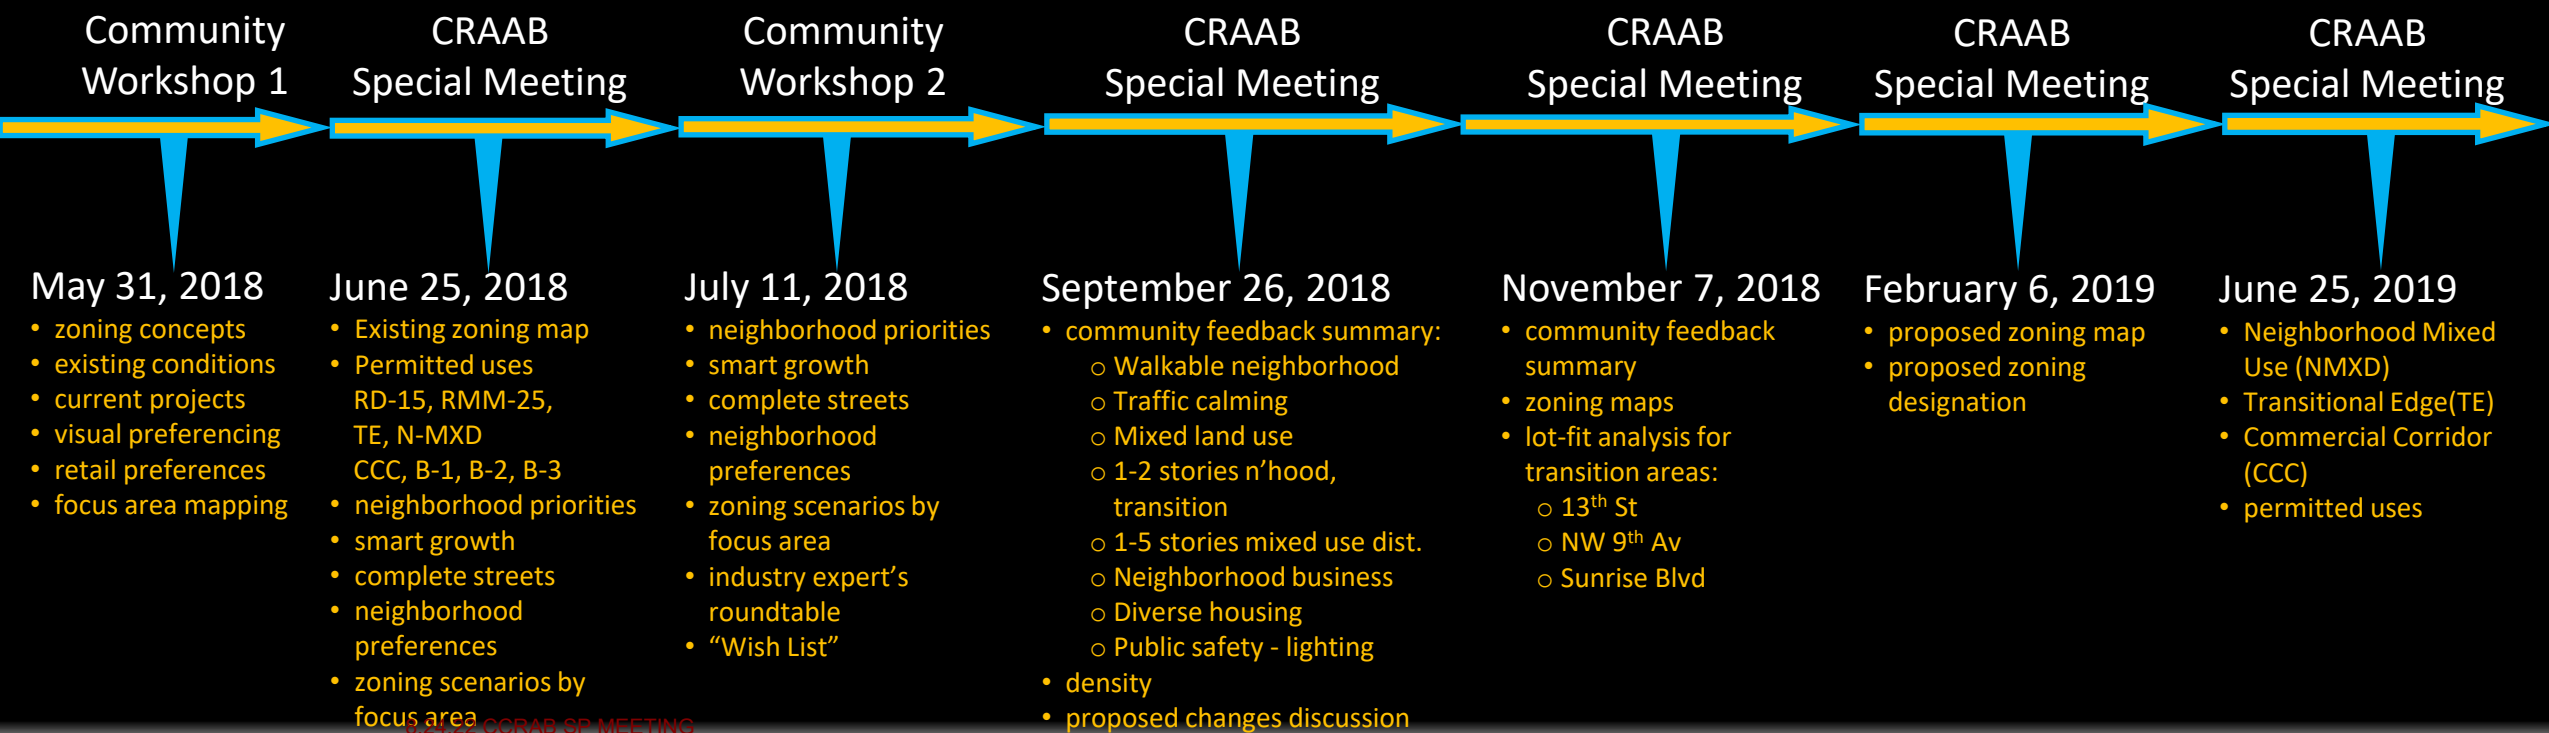 Community
Workshop 1
May 31, 2018
• zoning concepts
• existing conditions
• current projects
• visual preferencing
• retail preferences
• focus area mapping
CRAAB
Special Meeting
June 25, 2018
• Existing zoning map
• Permitted uses
RD-15, RMM-25,
TE, N-MXD
CCC, B-1, B-2, B-3
• neighborhood priorities
• smart growth
• complete streets
• neighborhood
preferences
• zoning scenarios by
focus area
Community
Workshop 2
July 11, 2018
• neighborhood priorities
• smart growth
• complete streets
• neighborhood
preferences
• zoning scenarios by
focus area
• industry expert’s
roundtable
• “Wish List”
CRAAB
Special Meeting
September 26, 2018
• community feedback summary:
o Walkable neighborhood
o Traffic calming
o Mixed land use
o 1-2 stories n’hood,
transition
o 1-5 stories mixed use dist.
o Neighborhood business
o Diverse housing
o Public safety - lighting
• density
• proposed changes discussion
CRAAB
Special Meeting
November 7, 2018
• community feedback
summary
• zoning maps
• lot-fit analysis for
transition areas:
o 13th St
o NW 9th Av
o Sunrise Blvd
CRAAB
Special Meeting
February 6, 2019
• proposed zoning map
• proposed zoning
designation
CRAAB
Special Meeting
June 25, 2019
• Neighborhood Mixed
Use (NMXD)
• Transitional Edge(TE)
• Commercial Corridor
(CCC)
• permitted uses
8.24.22 CCRAB SP MEETING